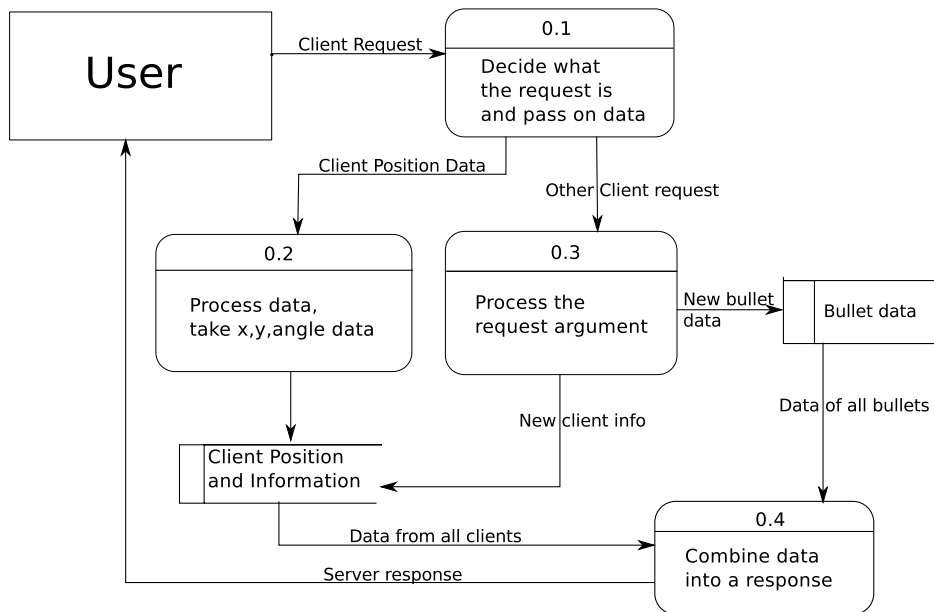 User
Client Request
0.1
Decide what
the request is
and pass on data
Client Position Data
Other Client request
0.2
Process data,
take x,y,angle data
0.3
Process the
request argument
New bullet
data
Bullet data
New client info
Data of all bullets
Client Position
and Information
Data from all clients
0.4
Combine data
into a response
Server response